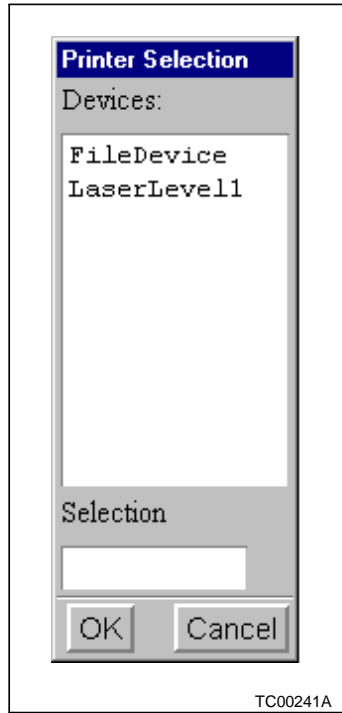 Printer Selection
Devices:
FileDevice
LaserLevel1
Selection
OK Cancel
TC00241A